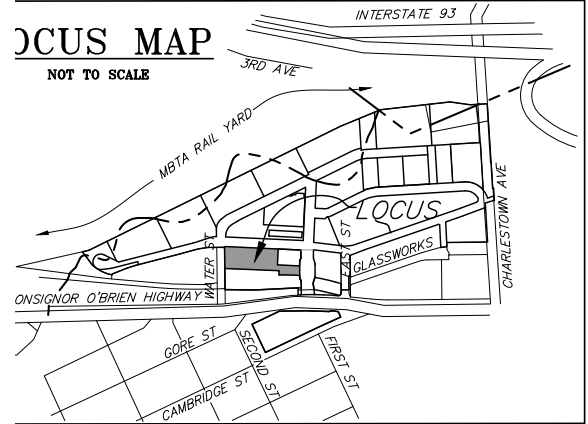 OCUS MAP
NOT TO SCALE
INTERSTATE 93
3RD AVE
MBTA RAIL YARD
LOCUS
CHARLESTOWN AVE
WATER ST
EAST ST
GLASSWORKS
ONSIGNOR O'BRIEN HIGHWAY
GORE ST
SECOND ST
FIRST ST
CAMBRIDGE ST